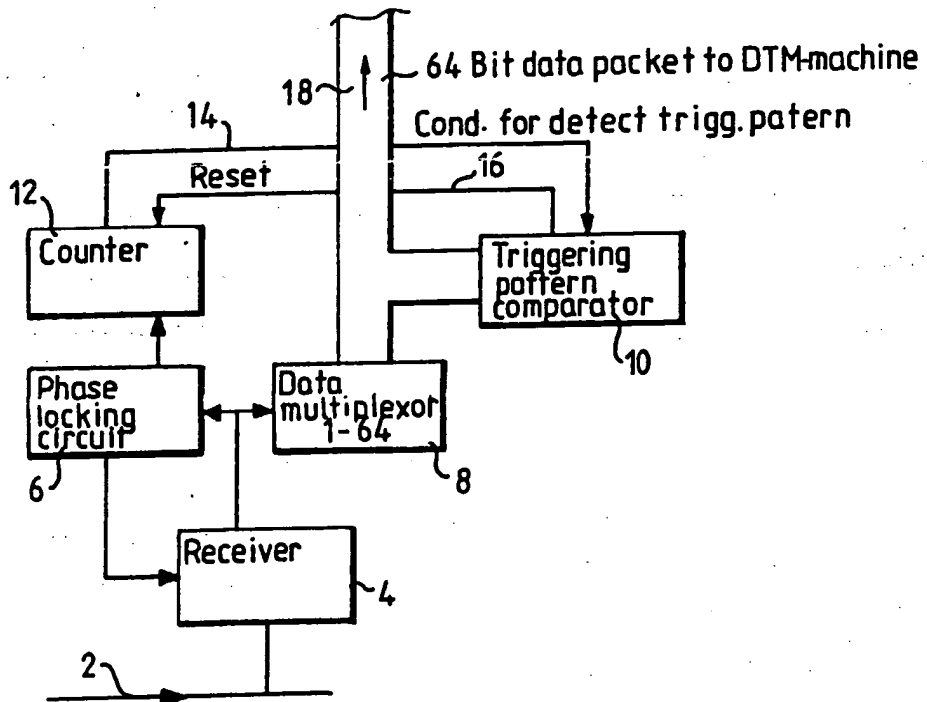 64 Bit data packet to DTM-machine
18
14
Cond. for detect trigg. patern
16
Reset
12
Counter
Triggering
pattern
comparator
10
Phase
locking
circuit
6
Data
multiplexor
1-64
8
Receiver
4
2